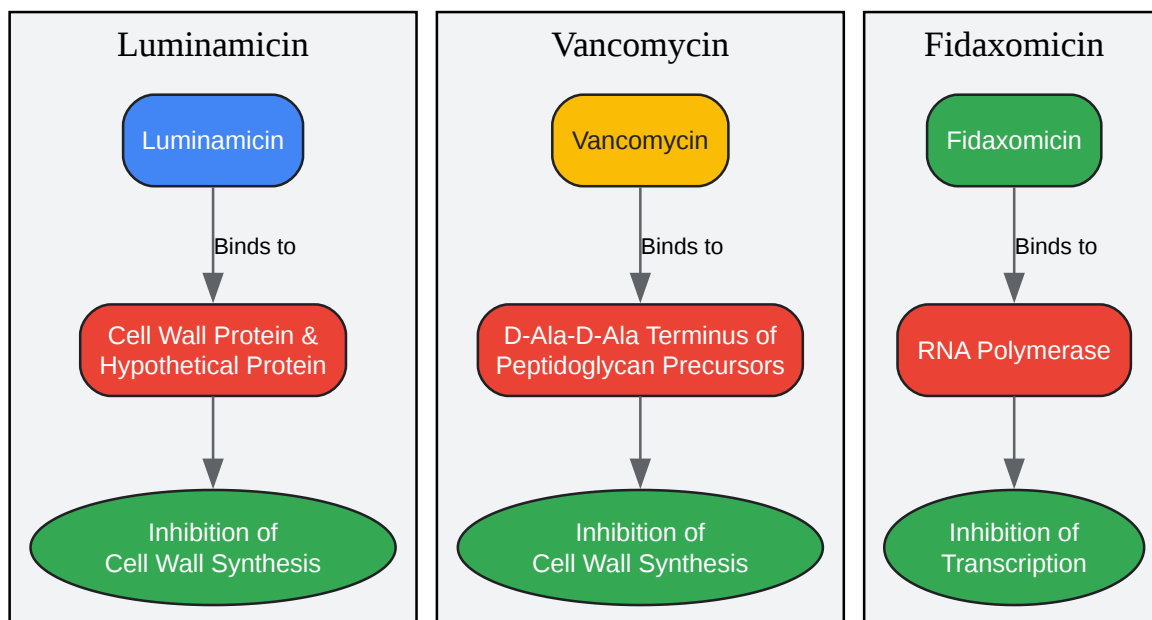 Luminamicin
Luminamicin
Binds to
Cell Wall Protein &
Hypothetical Protein
Inhibition of
Cell Wall Synthesis
Vancomycin
Vancomycin
Binds to
D-Ala-D-Ala Terminus of
Peptidoglycan Precursors
Inhibition of
Cell Wall Synthesis
Fidaxomicin
Fidaxomicin
Binds to
RNA Polymerase
Inhibition of
Transcription